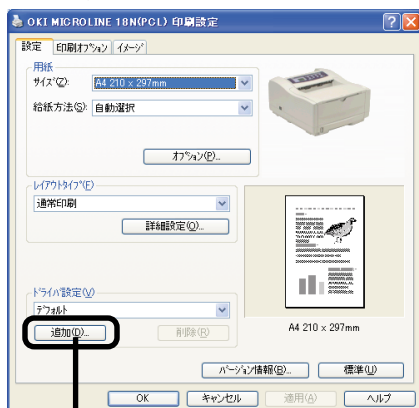 OKI MICROLINE 18N(PCL) 印刷設定
設定 印刷オプション イメージ
用紙
サイズ(Z): A4 210 x 297mm
給紙方法(S): 自動選択
オプション(P)...
レイアウトタイプ(F)
通常印刷
詳細設定(O)...
ドライバ設定(V)
デフォルト
追加(D)... 削除(R)
A4 210 x 297mm
バージョン情報(B)... 標準(U)
OK キャンセル 適用(A) ヘルプ